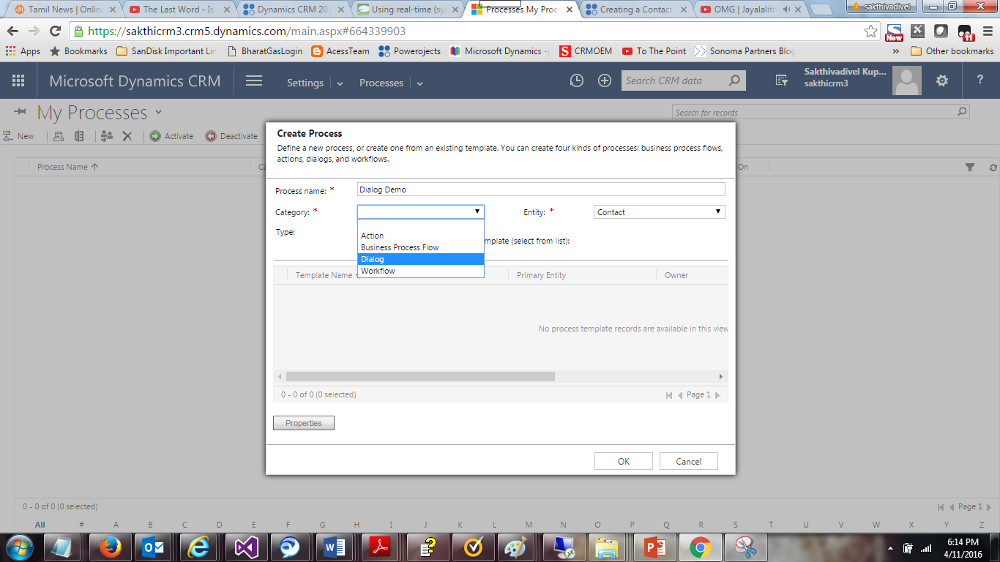 Tamil News | Online
The Last Word - Is
Dynamics CRM 201
Using real-time (sy
Processes My Proce
Creating a Contact
OMG | Jayalalith
sakthivadivel
https://sakthicrm3.crm5.dynamics.com/main.aspx#664339903
New
11
Apps
Bookmarks
SanDisk Important Lin
BharatGasLogin
AcessTeam
Powerojects
Microsoft Dynamics -
CRMOEM
To The Point
Sonoma Partners Blog
»
Other bookmarks
Microsoft Dynamics CRM
Settings
Processes
Search CRM data
Sakthivadivel Kup...
sakthicrm3
?
My Processes
Search for records
New
Activate
Deactivate
Process Name
Ca
On
Create Process
Define a new process, or create one from an existing template. You can create four kinds of processes: business process flows,
actions, dialogs, and workflows.
Process name: *
Dialog Demo
Category: *
Entity: *
Contact
Type:
mplate (select from list):
Action
Business Process Flow
Dialog
Workflow
Template Name
Primary Entity
Owner
No process template records are available in this view
0 - 0 of 0 (0 selected)
Page 1
Properties
OK
Cancel
0 - 0 of 0 (0 selected)
Page 1
All # A B C D E F G H I J K L M N O P Q R S T U V W X Y Z
6:14 PM
4/11/2016